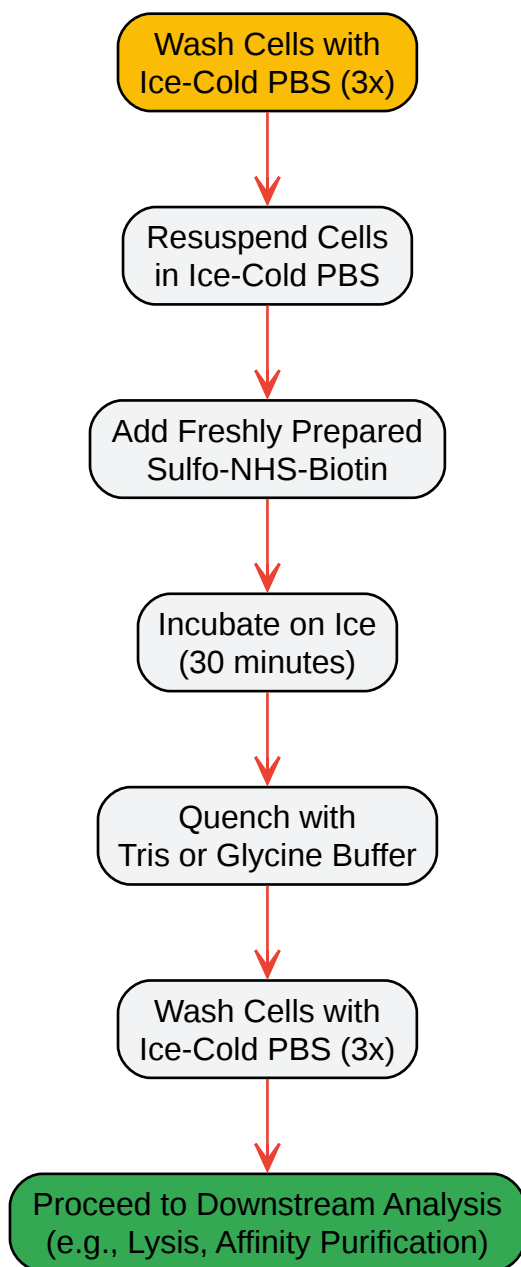 Wash Cells with
Ice-Cold PBS (3x)
Resuspend Cells
in Ice-Cold PBS
Add Freshly Prepared
Sulfo-NHS-Biotin
Incubate on Ice
(30 minutes)
Quench with
Tris or Glycine Buffer
Wash Cells with
Ice-Cold PBS (3x)
Proceed to Downstream Analysis
(e.g., Lysis, Affinity Purification)